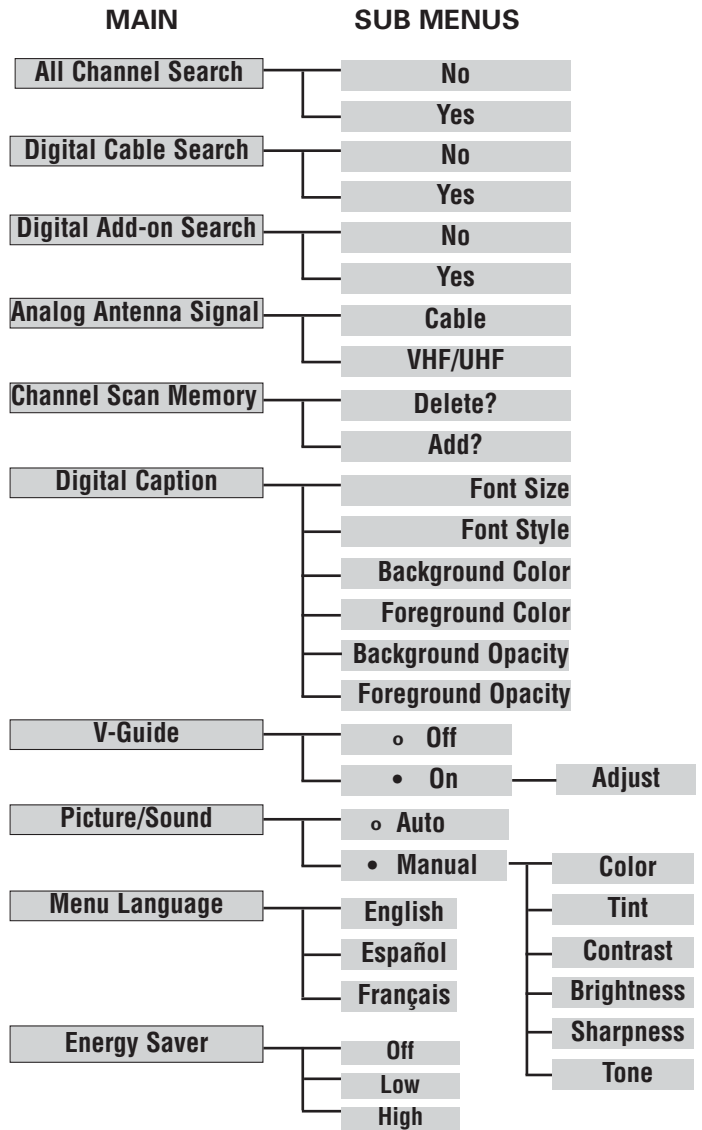 MAIN SUB MENUS
All Channel Search
No
Yes
Digital Cable Search
No
Yes
Digital Add-on Search
No
Yes
Analog Antenna Signal
Cable
VHF/UHF
Channel Scan Memory
Delete?
Add?
Digital Caption
Font Size
Font Style
Background Color
Foreground Color
Background Opacity
Foreground Opacity
V-Guide
o Off
• On
Adjust
Picture/Sound
o Auto
• Manual
Color
Tint
Contrast
Brightness
Sharpness
Tone
Menu Language
English
Español
Français
Energy Saver
Off
Low
High